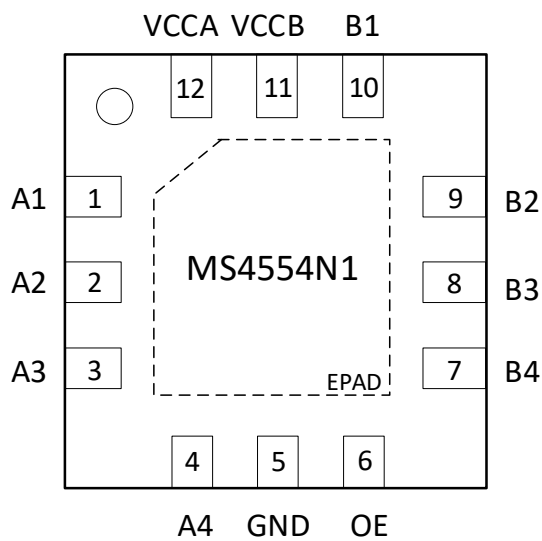 VCCA VCCB B1
12 11 10
A1 1 9 B2
MS4554N1
A2 2 8 B3
A3 3 7 B4
EPAD
4 5 6
A4 GND OE